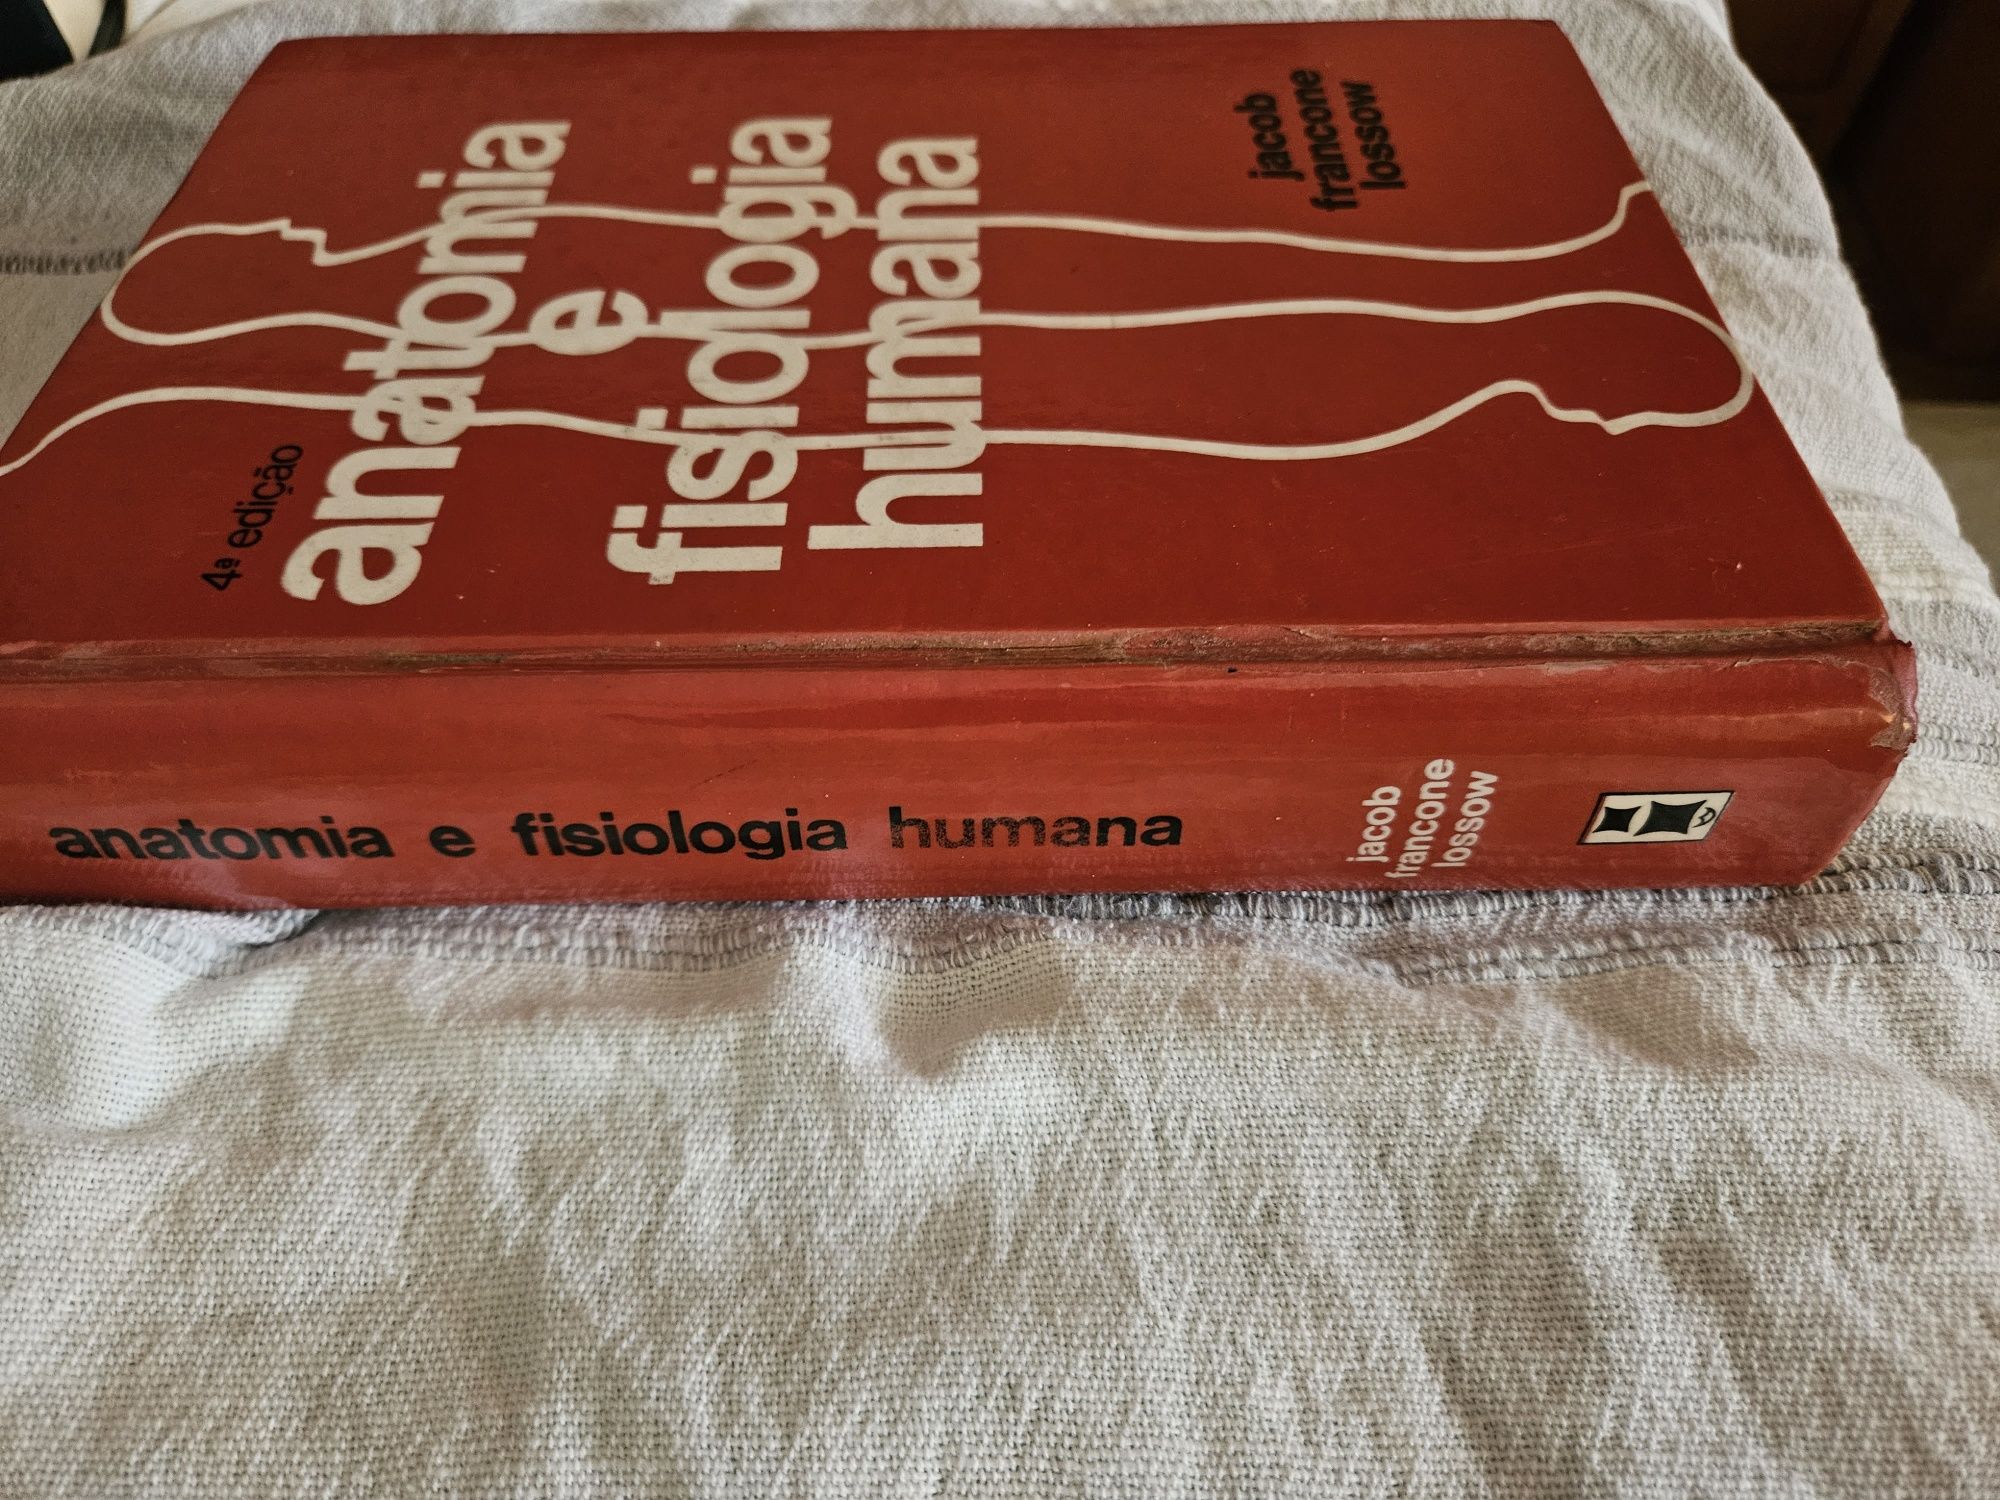 4ª edição
anatomia
e
fisiologia
humana
jacob
francone
lossow
anatomia e fisiologia humana
jacob
francone
lossow